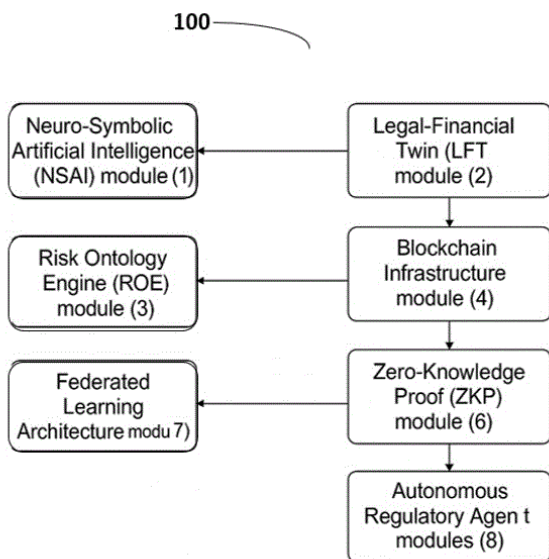 100
Neuro-Symbolic
Artificial Intelligence
(NSAI) module (1)
Legal-Financial
Twin (LFT
module (2)
Risk Ontology
Engine (ROE)
module (3)
Blockchain
Infrastructure
module (4)
Federated
Learning
Architecture modu 7)
Zero-Knowledge
Proof (ZKP)
module (6)
Autonomous
Regulatory Agen t
modules (8)